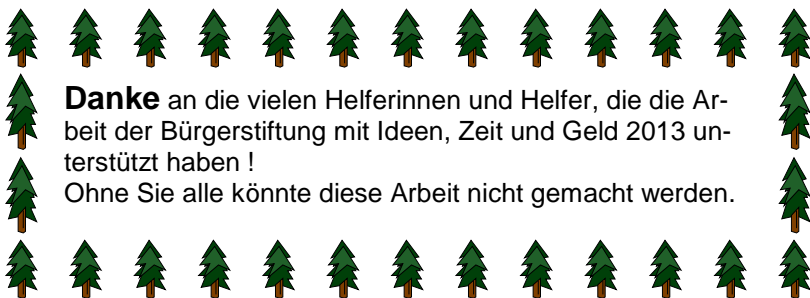 Danke an die vielen Helferinnen und Helfer, die die Ar-
beit der Bürgerstiftung mit Ideen, Zeit und Geld 2013 un-
terstützt haben !
Ohne Sie alle könnte diese Arbeit nicht gemacht werden.